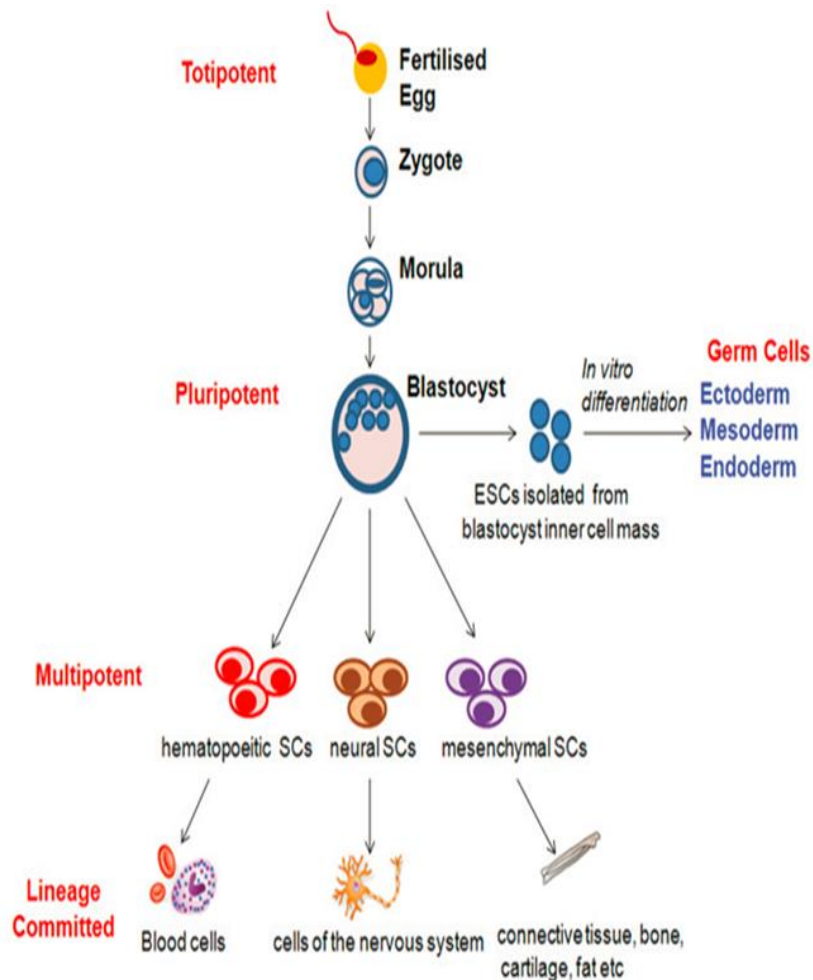 Totipotent
Fertilised
Egg
Zygote
Morula
Pluripotent
Blastocyst
In vitro
differentiation
Germ Cells
Ectoderm
Mesoderm
Endoderm
ESCs isolated from
blastocyst inner cell mass
Multipotent
hematopoeitic SCs
neural SCs
mesenchymal SCs
Lineage
Committed
Blood cells
cells of the nervous system
connective tissue, bone,
cartilage, fat etc